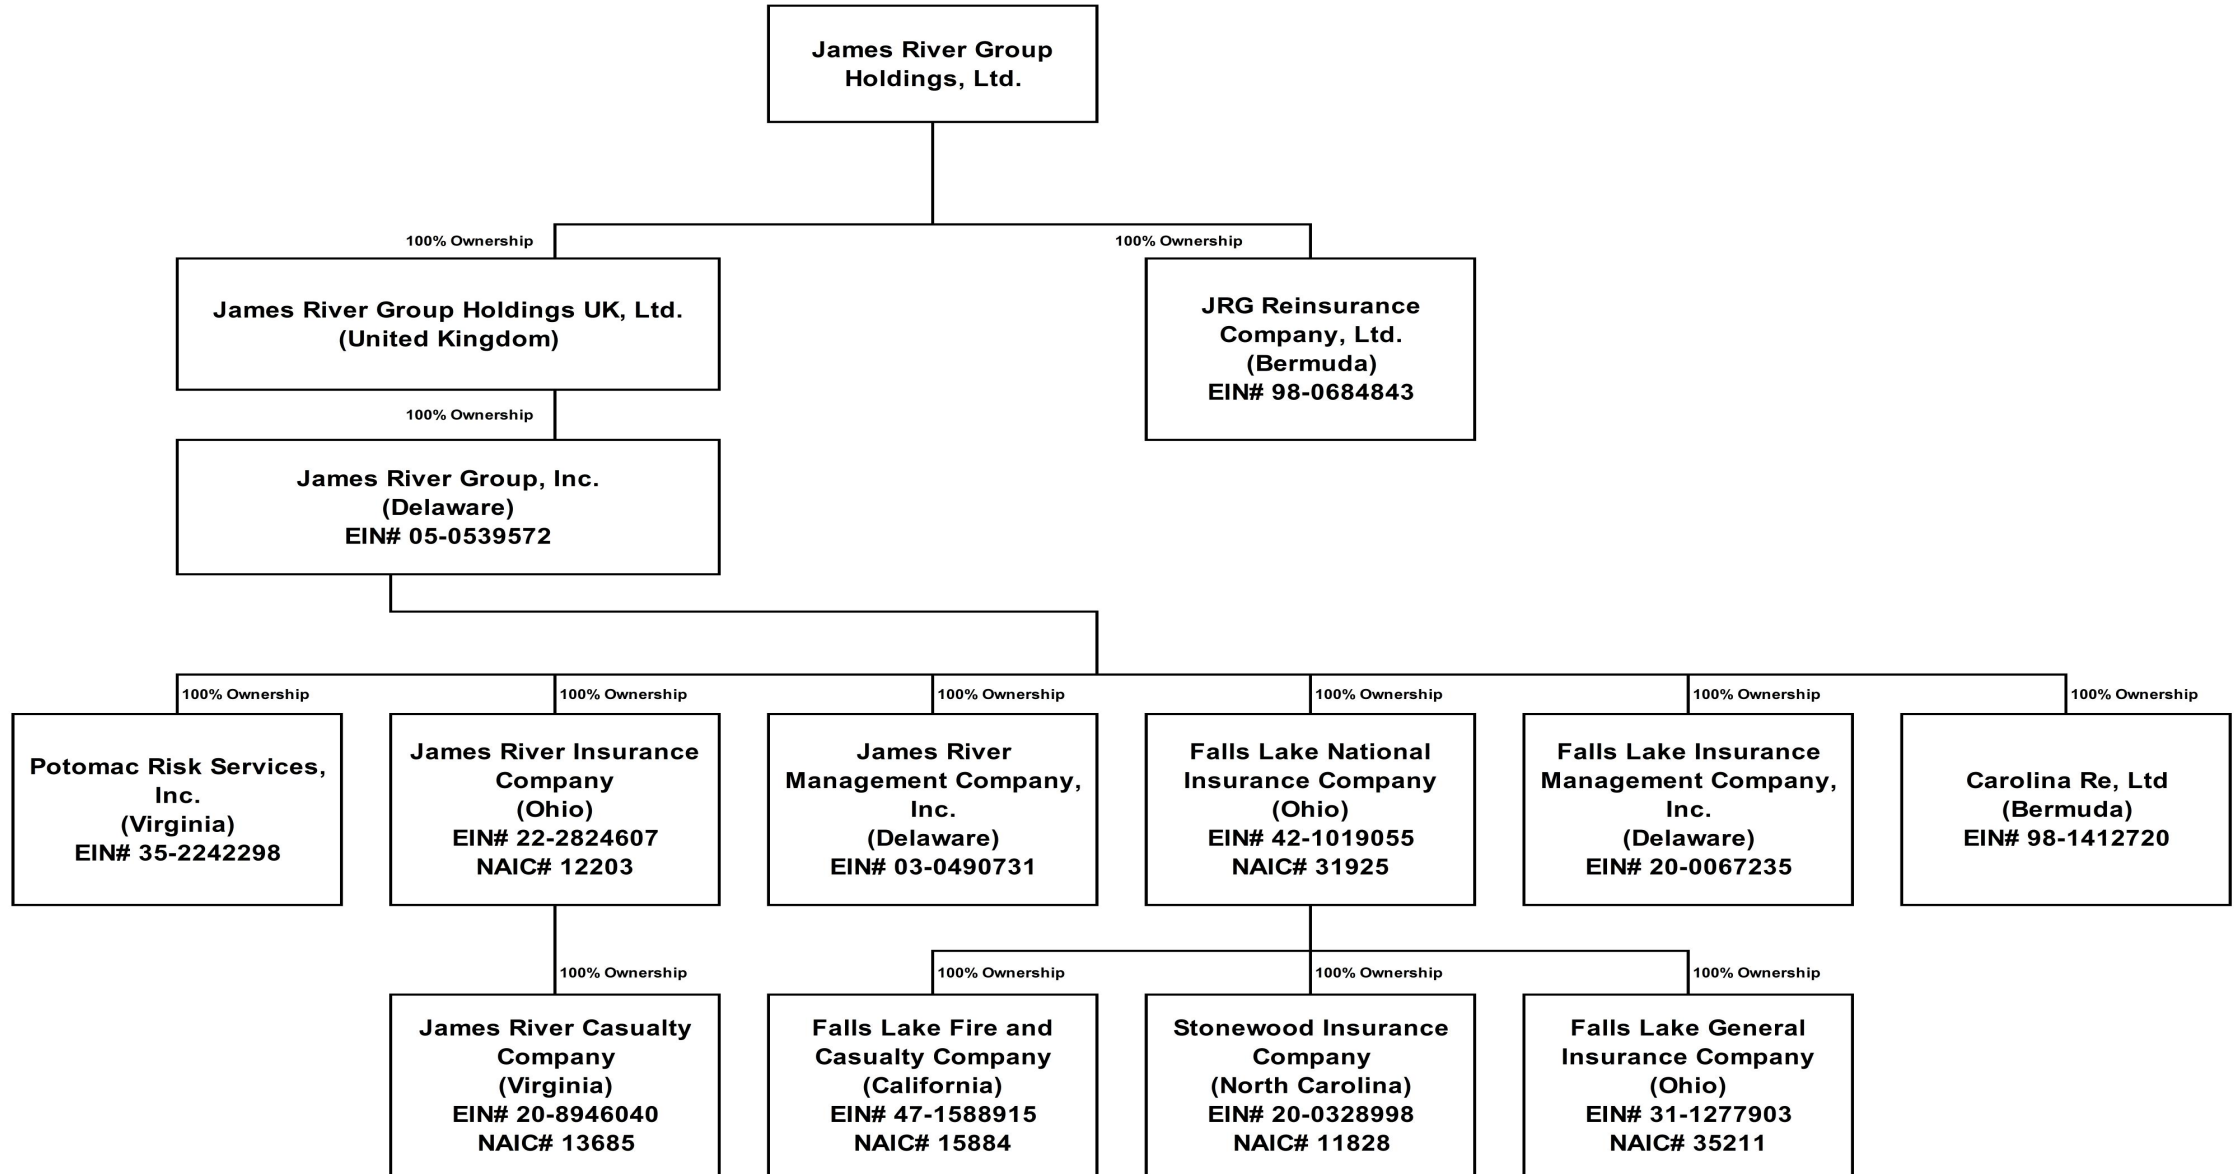 James River Group
Holdings, Ltd.
100% Ownership
100% Ownership
James River Group Holdings UK, Ltd.
(United Kingdom)
JRG Reinsurance
Company, Ltd.
(Bermuda)
EIN# 98-0684843
100% Ownership
James River Group, Inc.
(Delaware)
EIN# 05-0539572
100% Ownership
100% Ownership
100% Ownership
100% Ownership
100% Ownership
100% Ownership
Potomac Risk Services,
Inc.
(Virginia)
EIN# 35-2242298
James River Insurance
Company
(Ohio)
EIN# 22-2824607
NAIC# 12203
James River
Management Company,
Inc.
(Delaware)
EIN# 03-0490731
Falls Lake National
Insurance Company
(Ohio)
EIN# 42-1019055
NAIC# 31925
Falls Lake Insurance
Management Company,
Inc.
(Delaware)
EIN# 20-0067235
Carolina Re, Ltd
(Bermuda)
EIN# 98-1412720
100% Ownership
100% Ownership
100% Ownership
100% Ownership
James River Casualty
Company
(Virginia)
EIN# 20-8946040
NAIC# 13685
Falls Lake Fire and
Casualty Company
(California)
EIN# 47-1588915
NAIC# 15884
Stonewood Insurance
Company
(North Carolina)
EIN# 20-0328998
NAIC# 11828
Falls Lake General
Insurance Company
(Ohio)
EIN# 31-1277903
NAIC# 35211